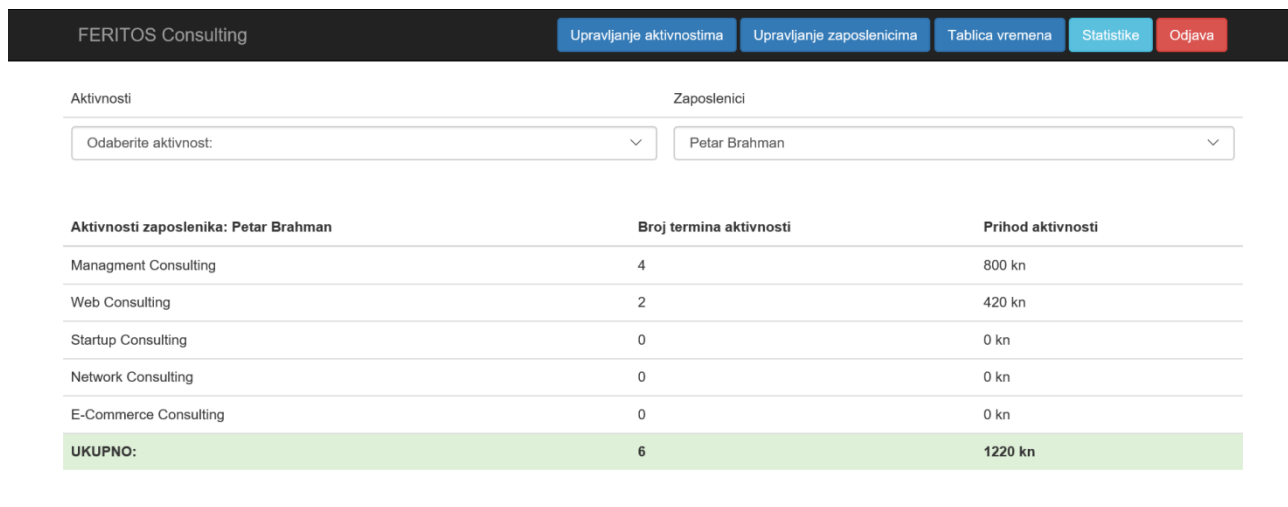 FERITOS Consulting Upravljanje aktivnostima Upravljanje zaposlenicima Tablica vremena Statistike Odjava
Aktivnosti Zaposlenici
Odaberite aktivnost: Petar Brahman
Aktivnosti zaposlenika: Petar Brahman Broj termina aktivnosti Prihod aktivnosti
Managment Consulting 4 800 kn
Web Consulting 2 420 kn
Startup Consulting 0 0 kn
Network Consulting 0 0 kn
E-Commerce Consulting 0 0 kn
UKUPNO: 6 1220 kn